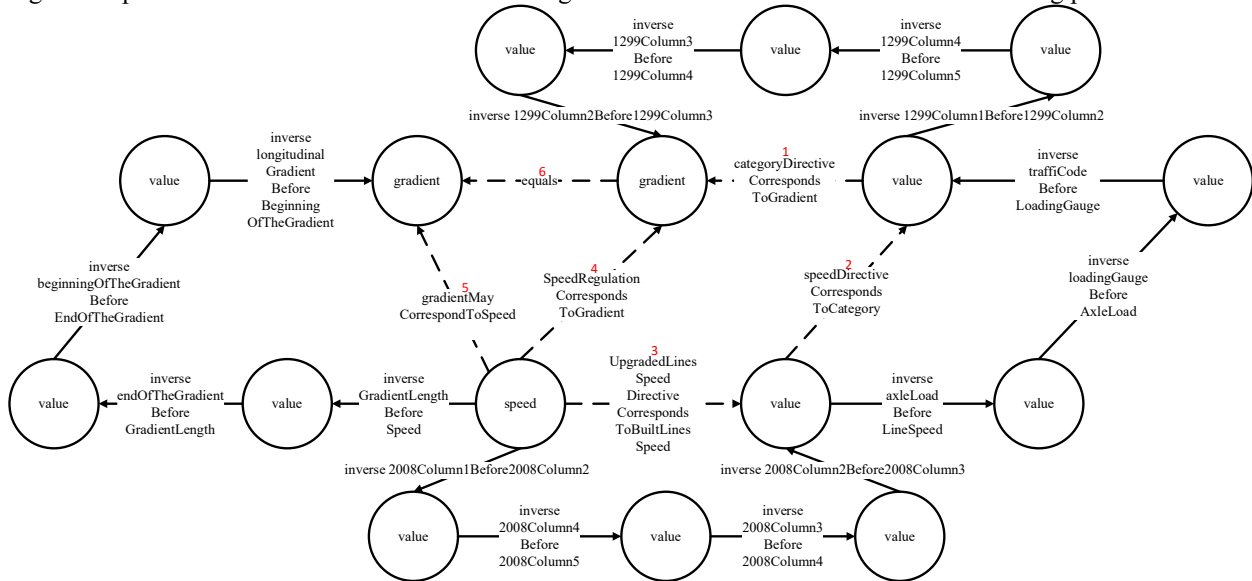 value
inverse
1299Column3
Before
1299Column4
value
inverse
1299Column4
Before
1299Column5
value
inverse 1299Column2Before1299Column3
inverse 1299Column1Before1299Column2
value
inverse
longitudinal
Gradient
Before
Beginning
OfTheGradient
gradient
6
equals
gradient
1
categoryDirective
Corresponds
ToGradient
value
inverse
traffiCode
Before
LoadingGauge
value
inverse
beginningOfTheGradient
Before
EndOfTheGradient
5
gradientMay
CorrespondToSpeed
4
SpeedRegulation
Corresponds
ToGradient
2
speedDirective
Corresponds
ToCategory
inverse
loadingGauge
Before
AxleLoad
value
inverse
endOfTheGradient
Before
GradientLength
value
inverse
GradientLength
Before
Speed
speed
3
UpgradedLines
Speed
Directive
Corresponds
ToBuiltLines
Speed
value
inverse
axleLoad
Before
LineSpeed
value
inverse 2008Column1Before2008Column2
inverse 2008Column2Before2008Column3
value
inverse
2008Column4
Before
2008Column5
value
inverse
2008Column3
Before
2008Column4
value